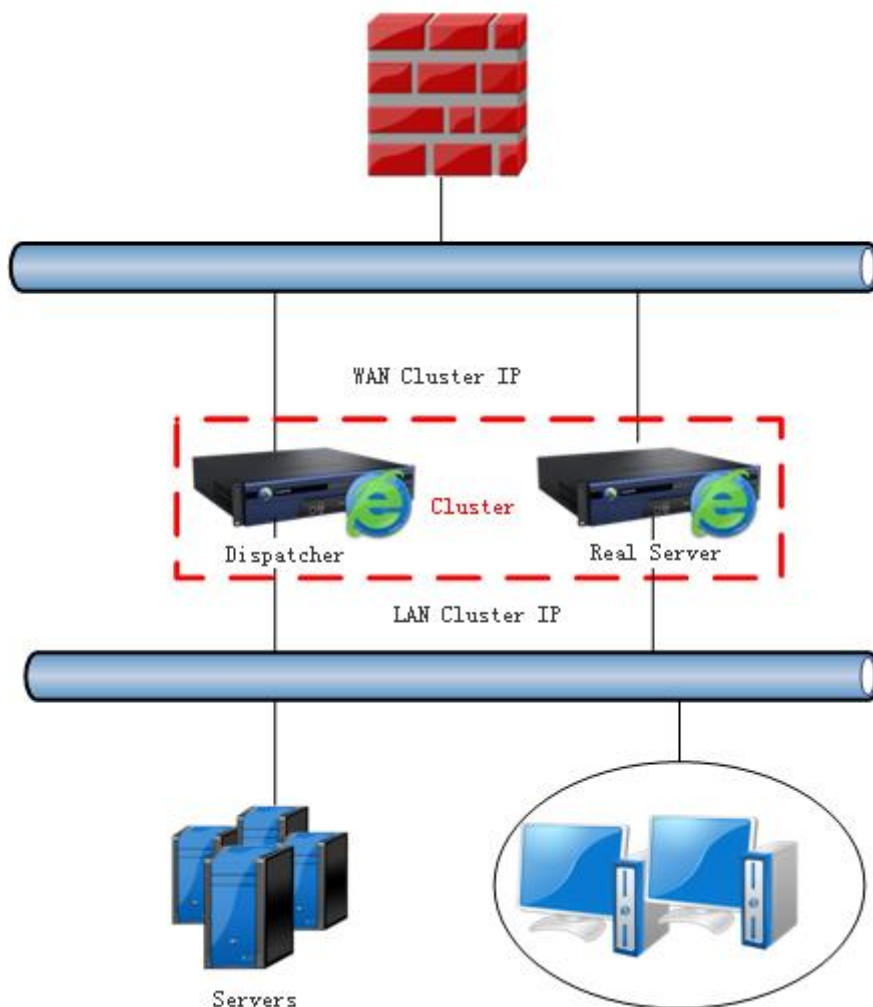 WAN Cluster IP
Cluster
Dispatcher
Real Server
LAN Cluster IP
Servers